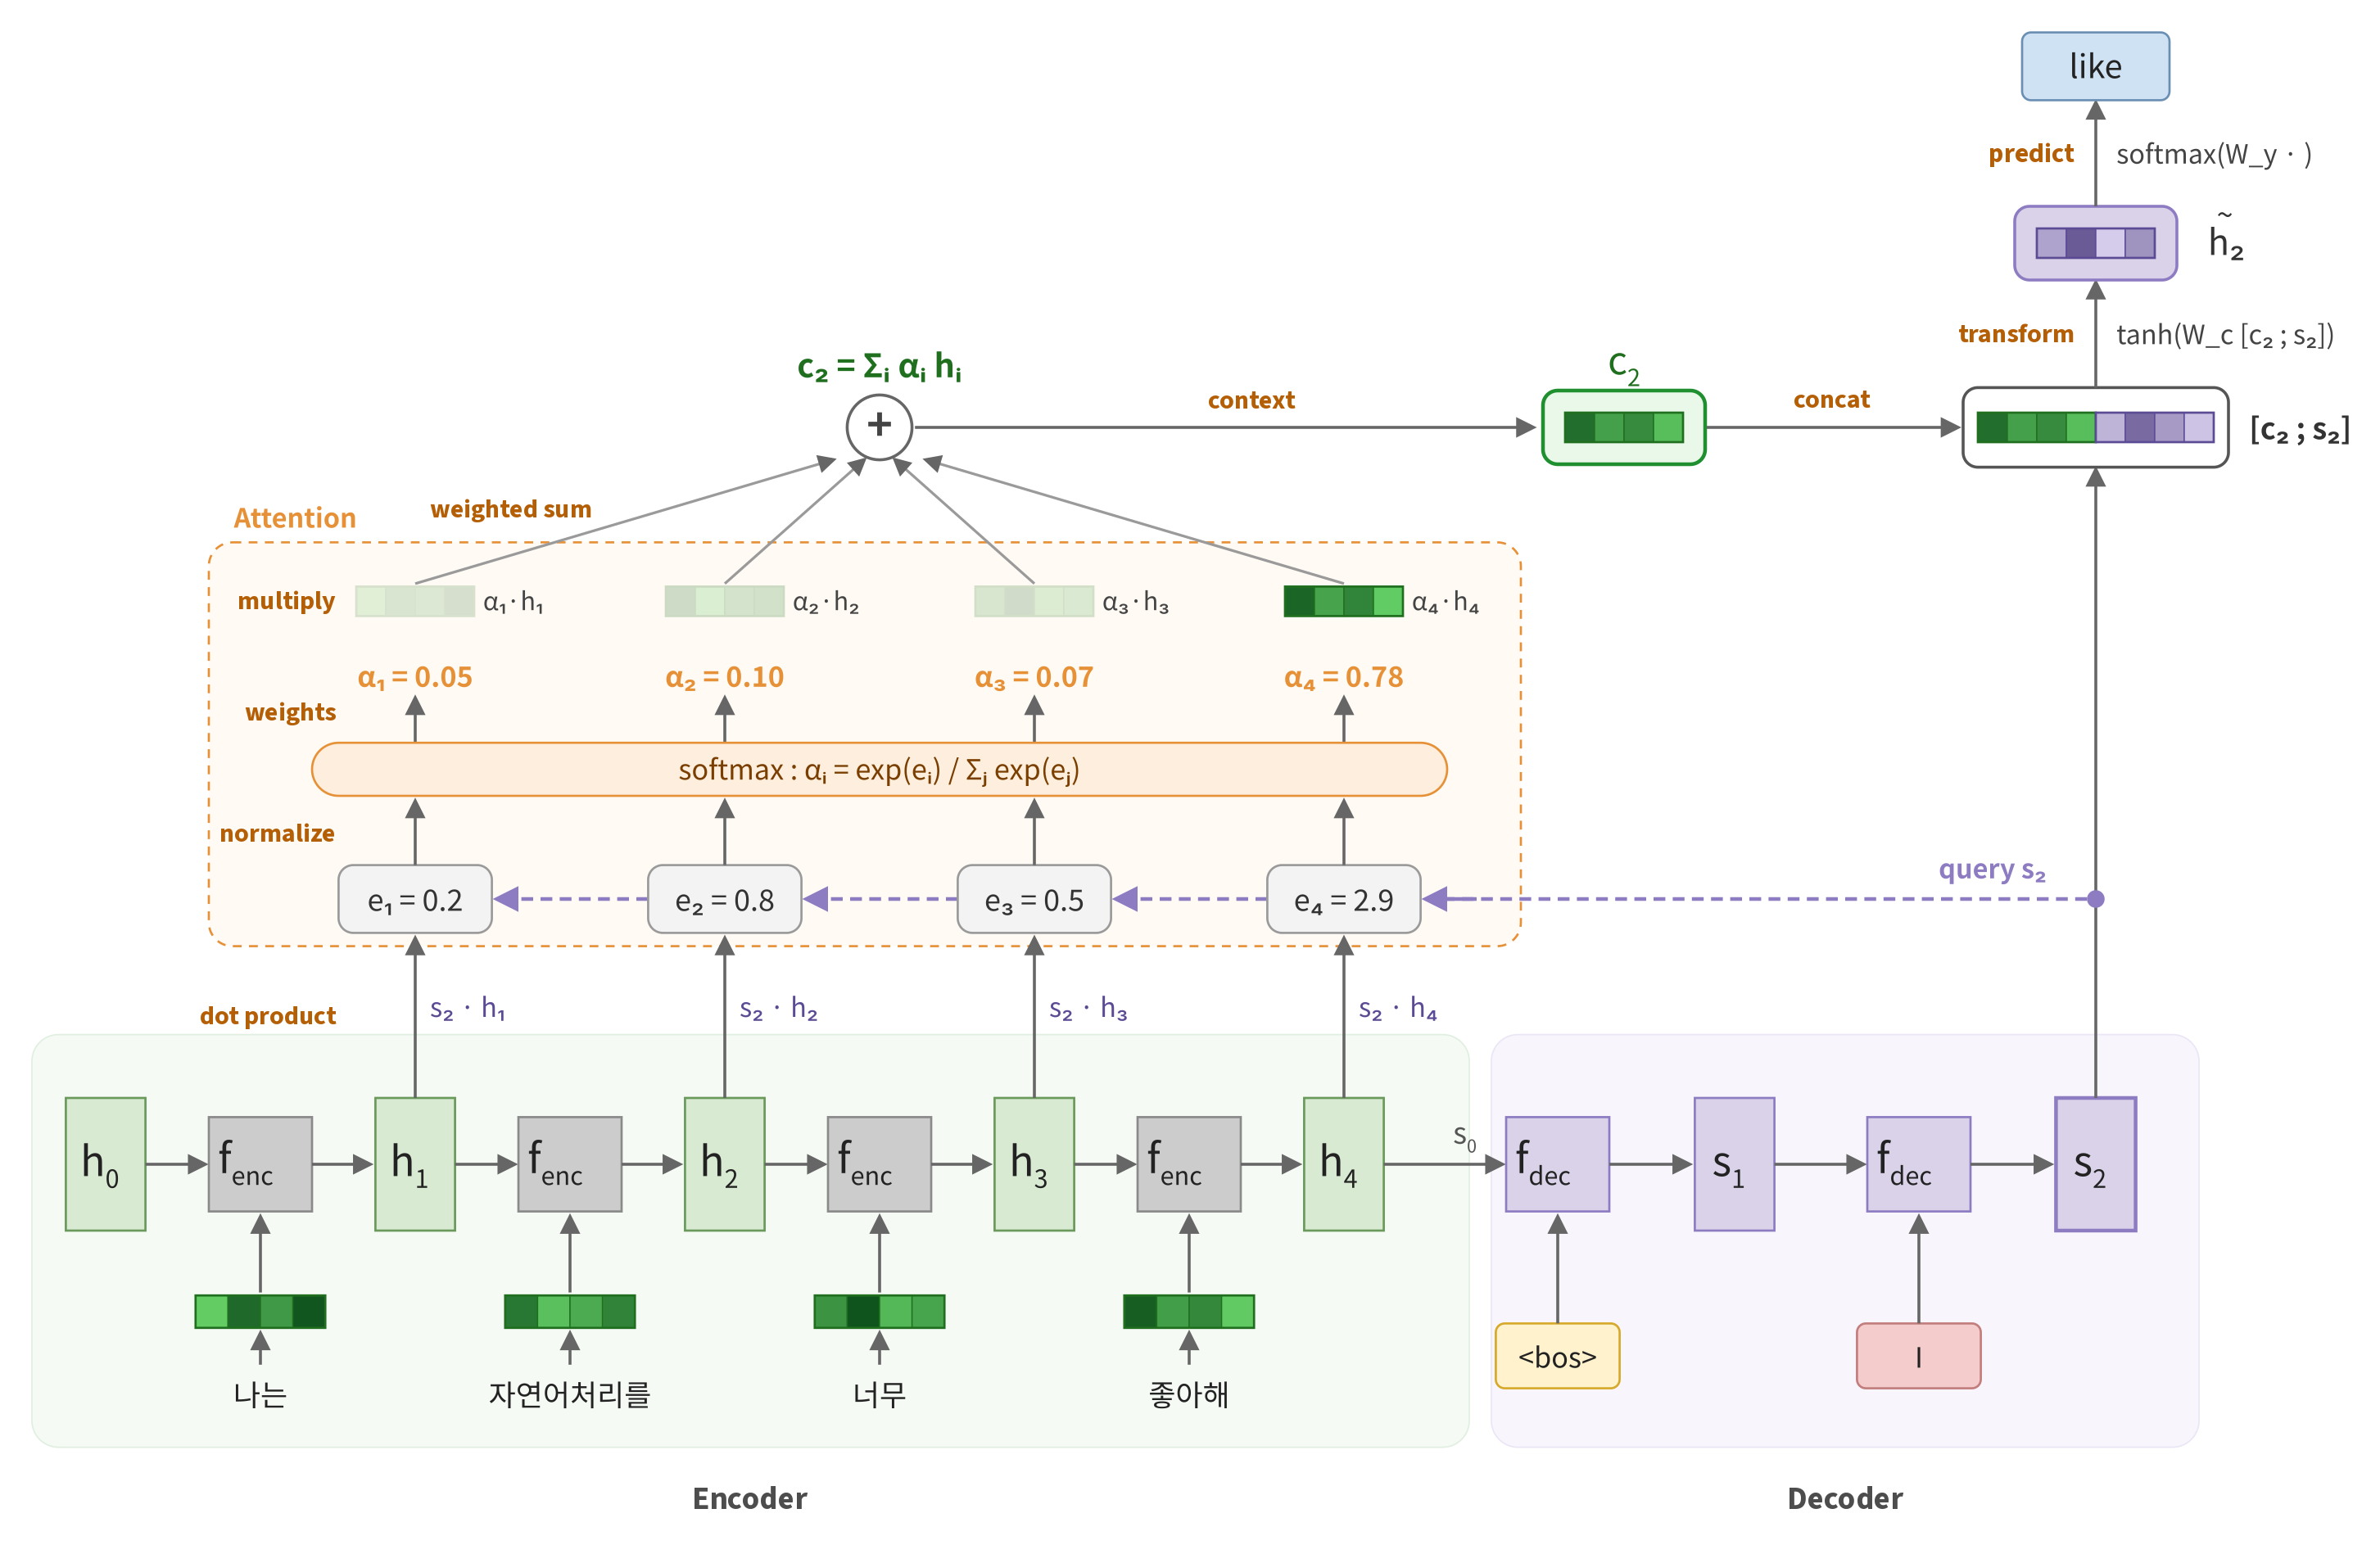 like
predict softmax(W_y · )
h̃₂
transform tanh(W_c [c₂ ; s₂])
c₂ = Σᵢ αᵢ hᵢ
C₂
+
context
concat
[c₂ ; s₂]
weighted sum
Attention
multiply α₁·h₁ α₂·h₂ α₃·h₃ α₄·h₄
α₁ = 0.05 α₂ = 0.10 α₃ = 0.07 α₄ = 0.78
weights
softmax : αᵢ = exp(eᵢ) / Σⱼ exp(eⱼ)
normalize
query s₂
e₁ = 0.2 e₂ = 0.8 e₃ = 0.5 e₄ = 2.9
dot product s₂ · h₁ s₂ · h₂ s₂ · h₃ s₂ · h₄
s₀
h₀ f_enc h₁ f_enc h₂ f_enc h₃ f_enc h₄ f_dec s₁ f_dec s₂
<bos> I
나는 자연어처리를 너무 좋아해
Encoder Decoder